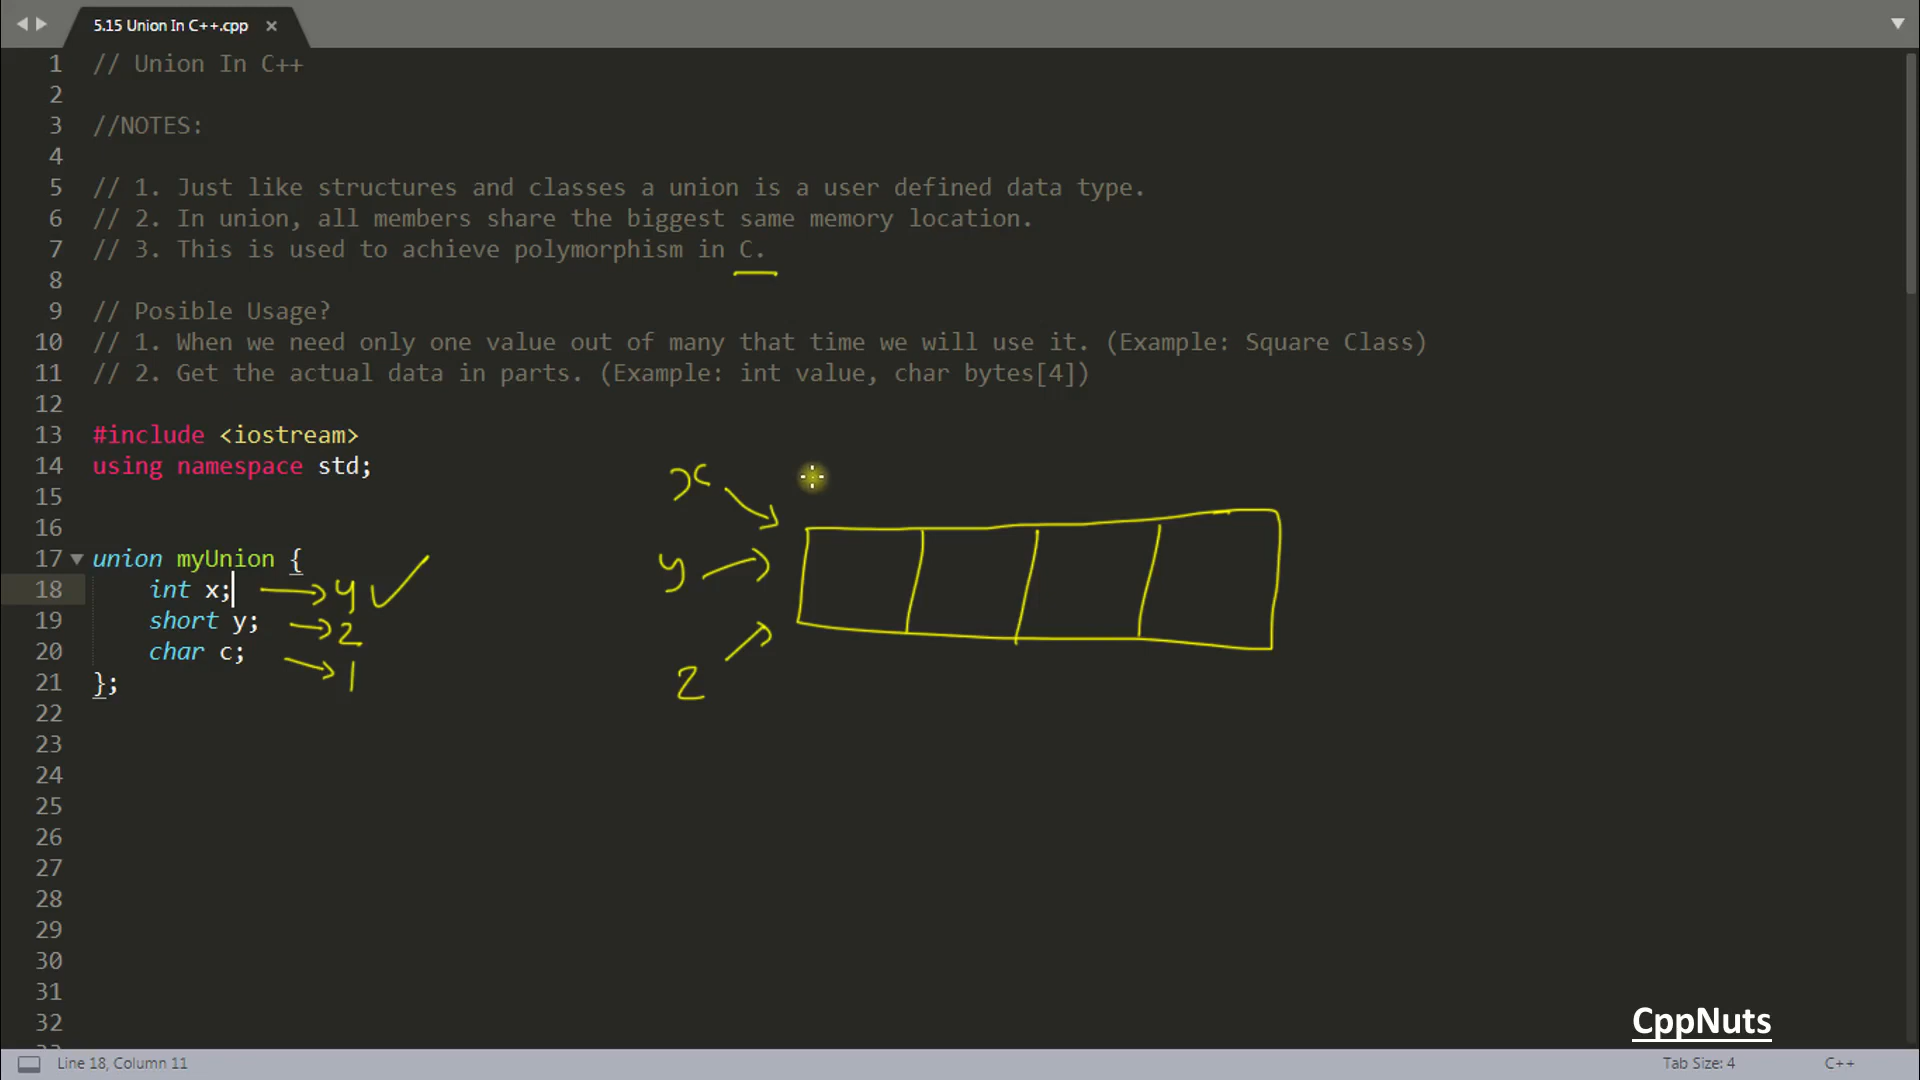 5.15 Union In C++.cpp ×
1 // Union In C++
2
3 //NOTES:
4
5 // 1. Just like structures and classes a union is a user defined data type.
6 // 2. In union, all members share the biggest same memory location.
7 // 3. This is used to achieve polymorphism in C.
8
9 // Posible Usage?
10 // 1. When we need only one value out of many that time we will use it. (Example: Square Class)
11 // 2. Get the actual data in parts. (Example: int value, char bytes[4])
12
13 #include <iostream>
14 using namespace std;
15
16
17 union myUnion {
18 int x; 4
19 short y; 2
20 char c; 1
21 };
22
23
24
25
26
27
28
29
30
31
32
x
y
z
CppNuts
Line 18, Column 11 Tab Size: 4 C++